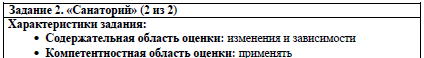 Задание 2. «Санаторий» (2 из 2)
Характеристики задания:
• Содержательная область оценки: изменения и зависимости
• Компетентностная область оценки: применять